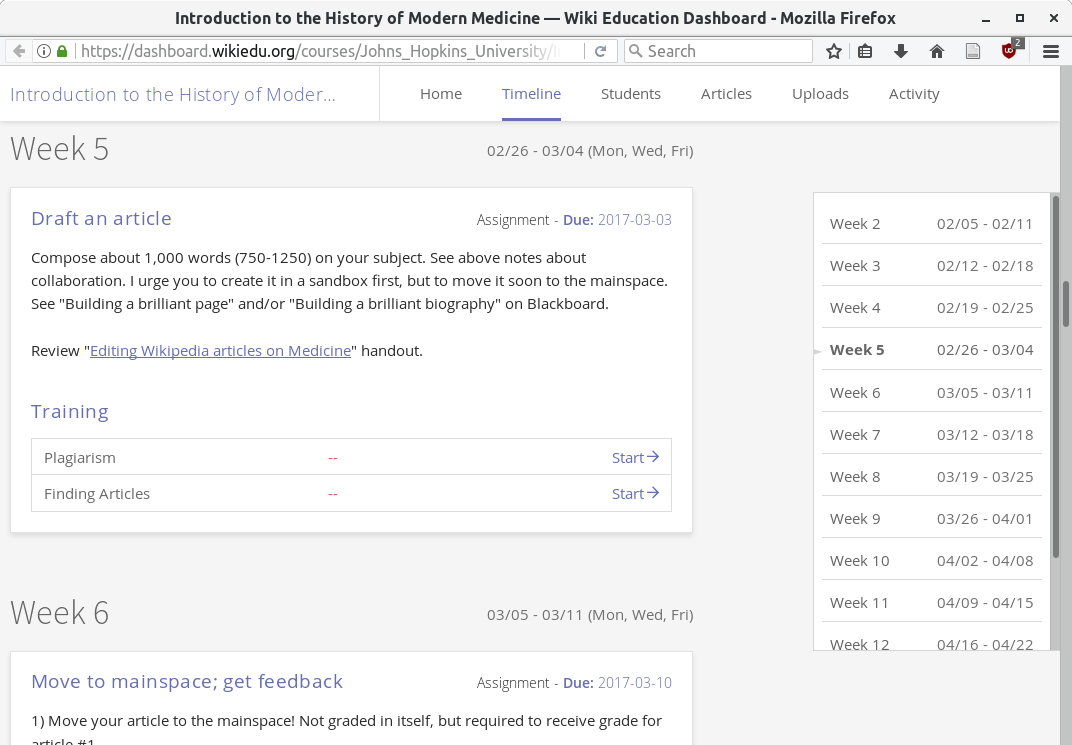 Introduction to the History of Modern Medicine — Wiki Education Dashboard - Mozilla Firefox
https://dashboard.wikiedu.org/courses/Johns_Hopkins_University/
Search
2
Introduction to the History of Moder...
Home
Timeline
Students
Articles
Uploads
Activity
Week 5
02/26 - 03/04 (Mon, Wed, Fri)
Draft an article
Assignment - Due: 2017-03-03
Compose about 1,000 words (750-1250) on your subject. See above notes about
collaboration. I urge you to create it in a sandbox first, but to move it soon to the mainspace.
See "Building a brilliant page" and/or "Building a brilliant biography" on Blackboard.
Review "Editing Wikipedia articles on Medicine" handout.
Training
Plagiarism -- Start
Finding Articles -- Start
Week 6
03/05 - 03/11 (Mon, Wed, Fri)
Move to mainspace; get feedback
Assignment - Due: 2017-03-10
1) Move your article to the mainspace! Not graded in itself, but required to receive grade for
article #1
Week 2 02/05 - 02/11
Week 3 02/12 - 02/18
Week 4 02/19 - 02/25
Week 5 02/26 - 03/04
Week 6 03/05 - 03/11
Week 7 03/12 - 03/18
Week 8 03/19 - 03/25
Week 9 03/26 - 04/01
Week 10 04/02 - 04/08
Week 11 04/09 - 04/15
Week 12 04/16 - 04/22